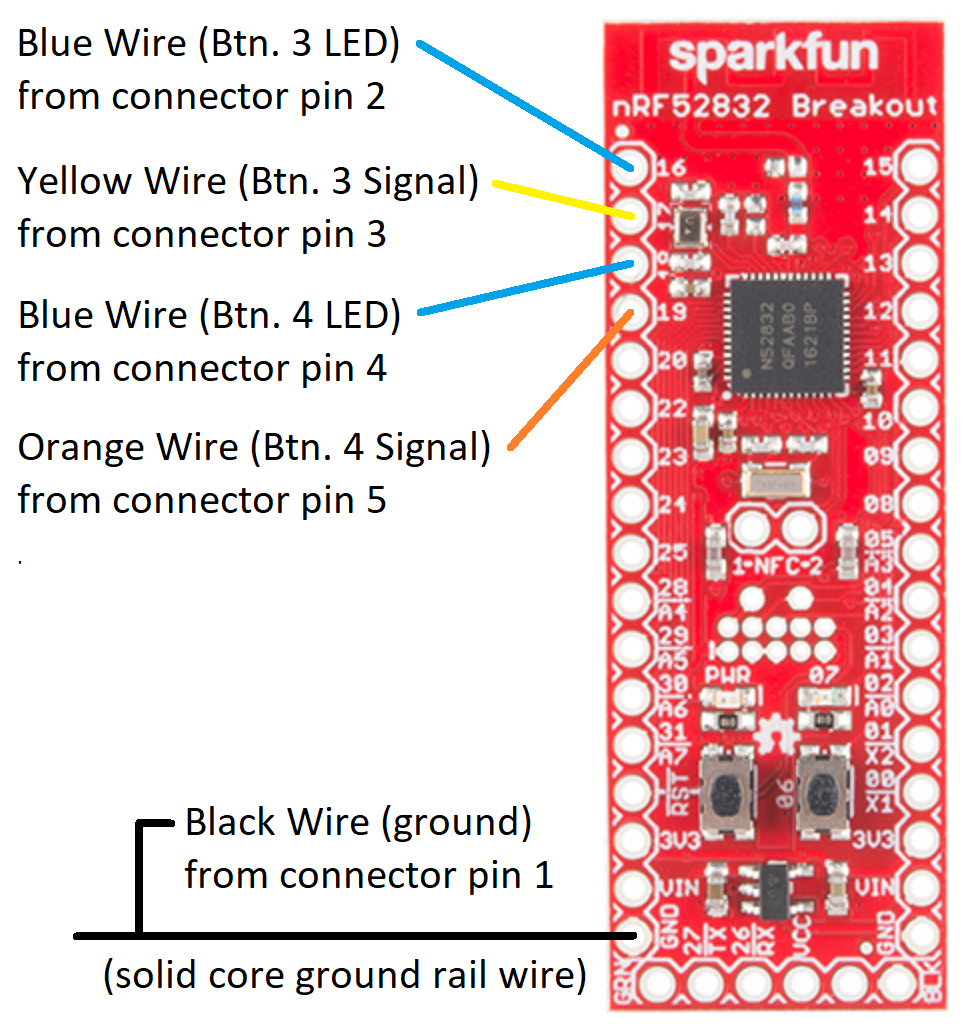 Blue Wire (Btn. 3 LED)
from connector pin 2
Yellow Wire (Btn. 3 Signal)
from connector pin 3
Blue Wire (Btn. 4 LED)
from connector pin 4
Orange Wire (Btn. 4 Signal)
from connector pin 5
.
Black Wire (ground)
from connector pin 1
(solid core ground rail wire)
sparkfun
nRF52832 Breakout
16
15
17
14
13
19
12
20
11
22
10
23
09
24
08
25
05
A3
28
A4
04
A2
29
A5
03
A1
30
A6
02
A0
31
A7
01
X2
RST
00
X1
3V3
3V3
VIN
VIN
GND
GND
N52832
QFAAB0
1621BP
1-NFC-2
PWR
07
06
27
TX
26
RX
VCC
GRN
BLK